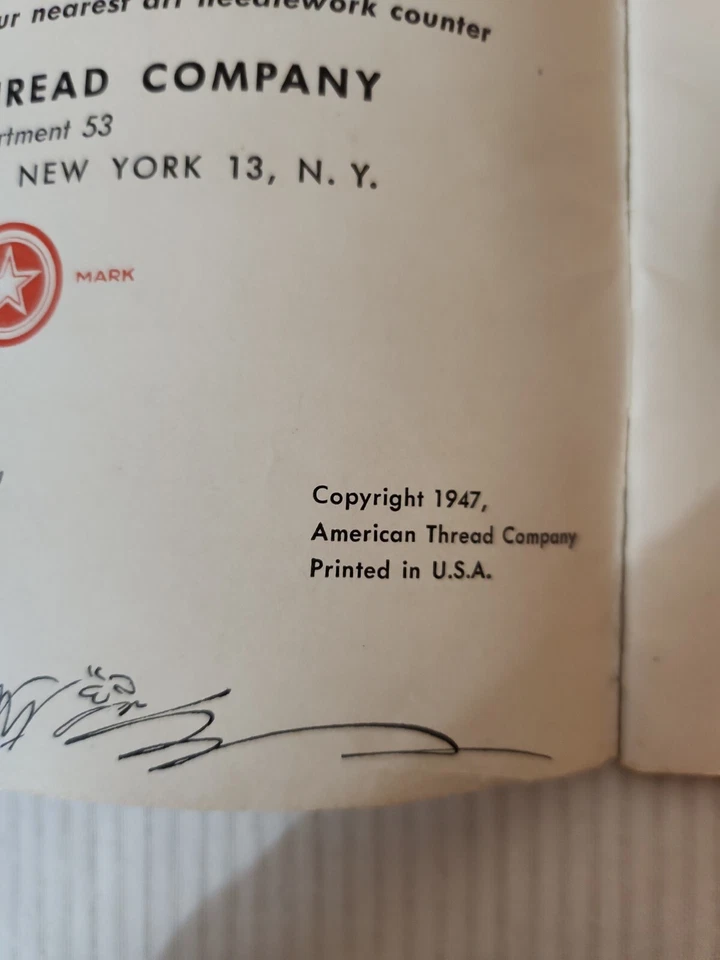 nearest art needlework counter
READ COMPANY
rtment 53
NEW YORK 13, N. Y.
MARK
Copyright 1947,
American Thread Company
Printed in U.S.A.